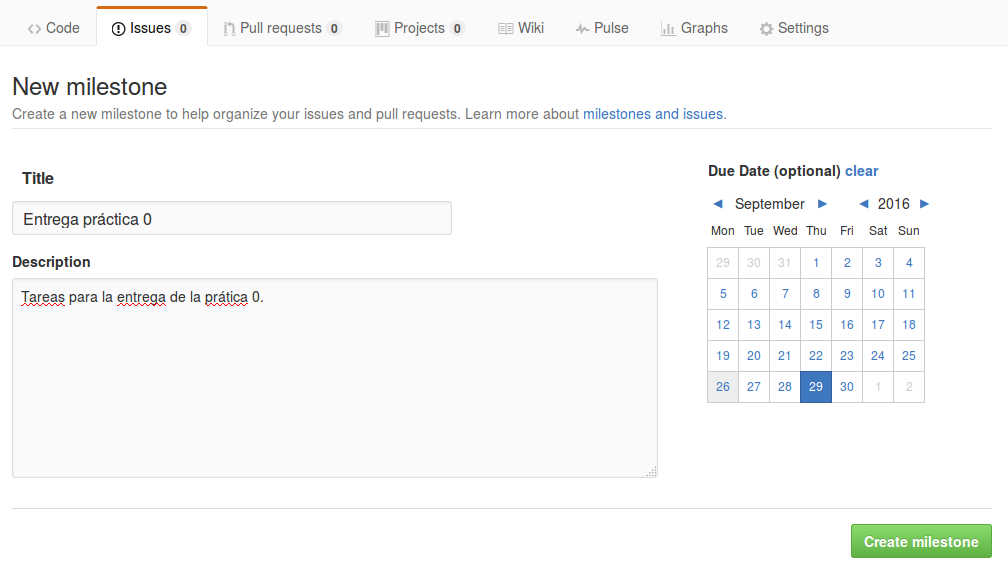 Code Issues 0 Pull requests 0 Projects 0 Wiki Pulse Graphs Settings
New milestone
Create a new milestone to help organize your issues and pull requests. Learn more about milestones and issues.
Title
Entrega práctica 0
Description
Tareas para la entrega de la prática 0.
Due Date (optional) clear
◀ September ▶ ◀ 2016 ▶
Mon Tue Wed Thu Fri Sat Sun
29 30 31 1 2 3 4
5 6 7 8 9 10 11
12 13 14 15 16 17 18
19 20 21 22 23 24 25
26 27 28 29 30 1 2
Create milestone